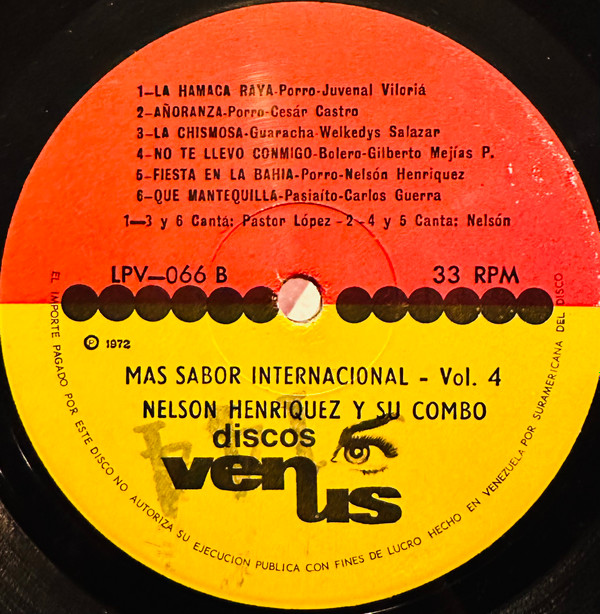 1—LA HAMACA RAYA-Porro-Juvenal Viloriá
2—AÑORANZA-Porro-Cesár Castro
3—LA CHISMOSA-Guaracha-Welkedys Salazar
4—NO TE LLEVO CONMIGO-Bolero-Gilberto Mejías P.
5—FIESTA EN LA BAHIA-Porro-Nelsón Henriquez
6—QUE MANTEQUILLA-Pasiaíto-Carlos Guerra
1—3 y 6 Canta: Pastor López -2-4 y 5 Canta: Nelsón
LPV—066 B 33 RPM
℗ 1972
MAS SABOR INTERNACIONAL - Vol. 4
NELSON HENRIQUEZ Y SU COMBO
discos
venus
EL IMPORTE PAGADO POR ESTE DISCO NO AUTORIZA SU EJECUCION PUBLICA CON FINES DE LUCRO HECHO EN VENEZUELA POR SURAMERICANA DEL DISCO